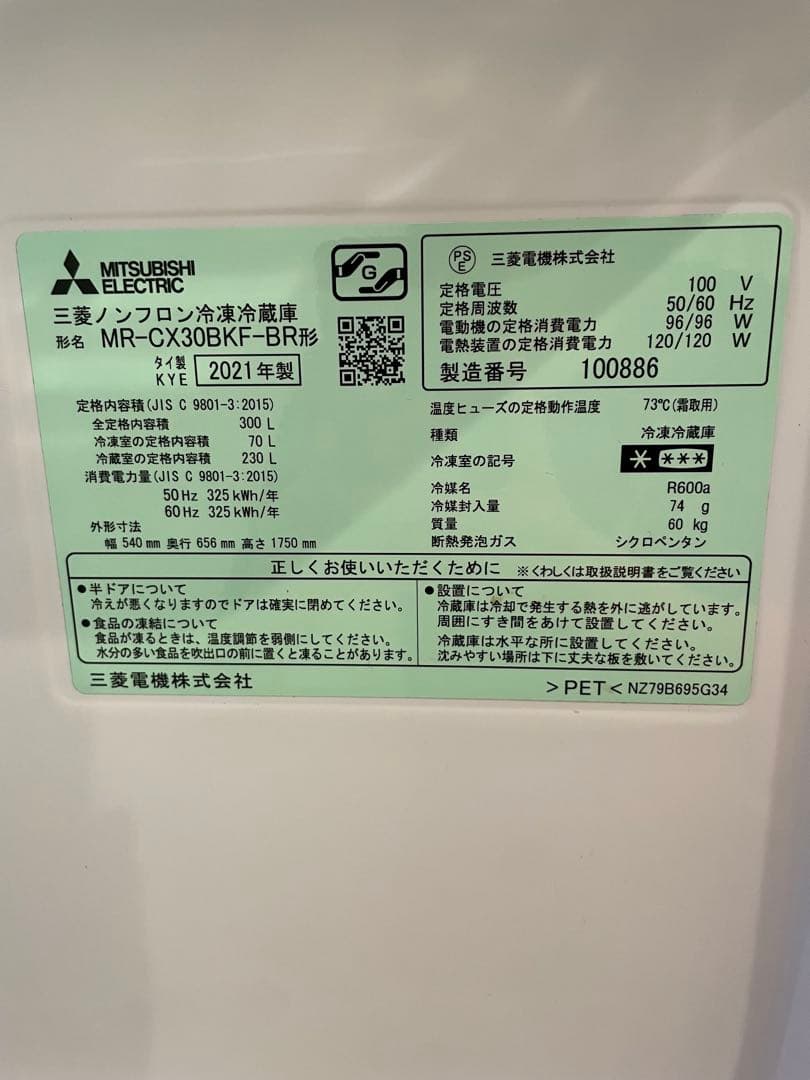 MITSUBISHI
ELECTRIC
G
三菱ノンフロン冷凍冷蔵庫
形名 MR-CX30BKF-BR形
タイ製
KYE 2021年製
PSE 三菱電機株式会社
定格電圧 100 V
定格周波数 50/60 Hz
電動機の定格消費電力 96/96 W
電熱装置の定格消費電力 120/120 W
製造番号 100886
定格内容積(JIS C 9801-3:2015)
全定格内容積 300 L
冷凍室の定格内容積 70 L
冷蔵室の定格内容積 230 L
消費電力量(JIS C 9801-3:2015)
50Hz 325kWh/年
60Hz 325kWh/年
外形寸法
幅 540mm 奥行 656mm 高さ 1750mm
温度ヒューズの定格動作温度 73℃(霜取用)
種類 冷凍冷蔵庫
冷凍室の記号 * ***
冷媒名 R600a
冷媒封入量 74 g
質量 60 kg
断熱発泡ガス シクロペンタン
正しくお使いいただくために ※くわしくは取扱説明書をご覧ください
●半ドアについて
冷えが悪くなりますのでドアは確実に閉めてください。
●食品の凍結について
食品が凍るときは、温度調節を弱側にしてください。
水分の多い食品を吹出口の前に置くと凍ることがあります。
●設置について
冷蔵庫は冷却で発生する熱を外に逃がしています。
周囲にすき間をあけて設置してください。
冷蔵庫は水平な所に設置してください。
沈みやすい場所は下に丈夫な板を敷いてください。
三菱電機株式会社
>PET< NZ79B695G34